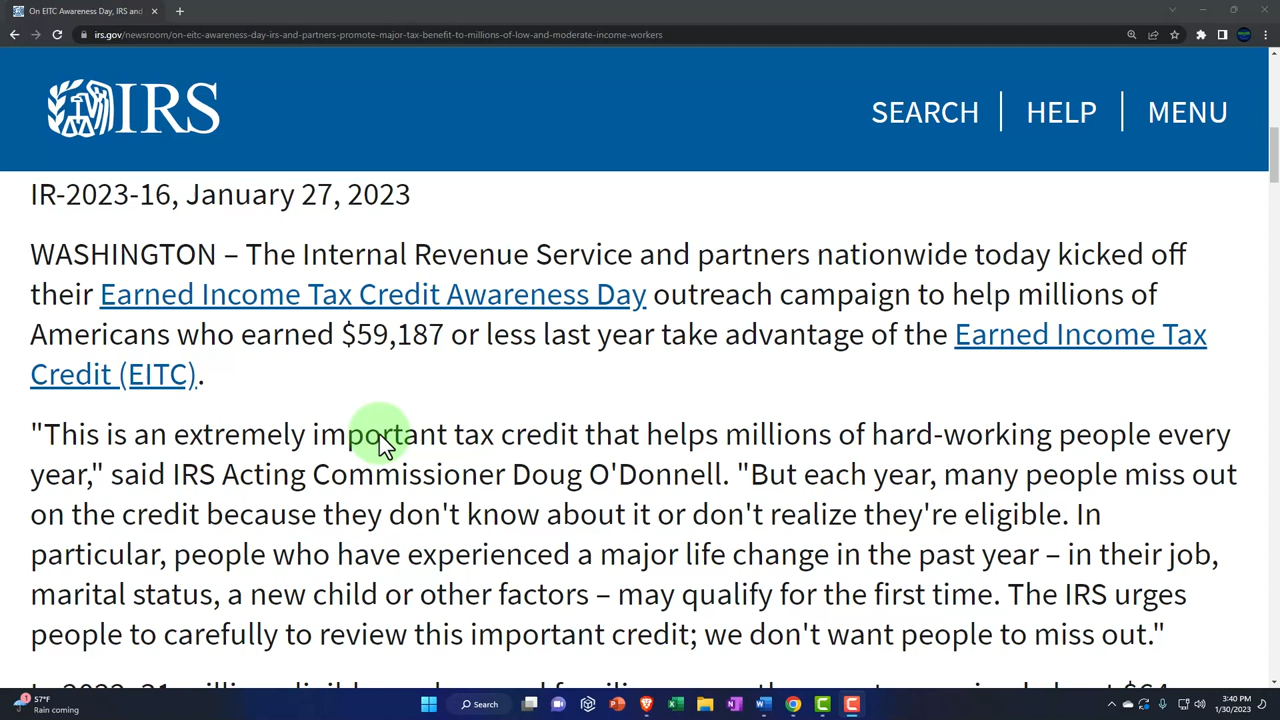 On EITC Awareness Day, IRS and
irs.gov/newsroom/on-eitc-awareness-day-irs-and-partners-promote-major-tax-benefit-to-millions-of-low-and-moderate-income-workers
IRS
SEARCH
HELP
MENU
IR-2023-16, January 27, 2023
WASHINGTON – The Internal Revenue Service and partners nationwide today kicked off
their Earned Income Tax Credit Awareness Day outreach campaign to help millions of
Americans who earned $59,187 or less last year take advantage of the Earned Income Tax
Credit (EITC).
"This is an extremely important tax credit that helps millions of hard-working people every
year," said IRS Acting Commissioner Doug O'Donnell. "But each year, many people miss out
on the credit because they don't know about it or don't realize they're eligible. In
particular, people who have experienced a major life change in the past year – in their job,
marital status, a new child or other factors – may qualify for the first time. The IRS urges
people to carefully to review this important credit; we don't want people to miss out."
1
57°F
Rain coming
Search
3:40 PM
1/30/2023